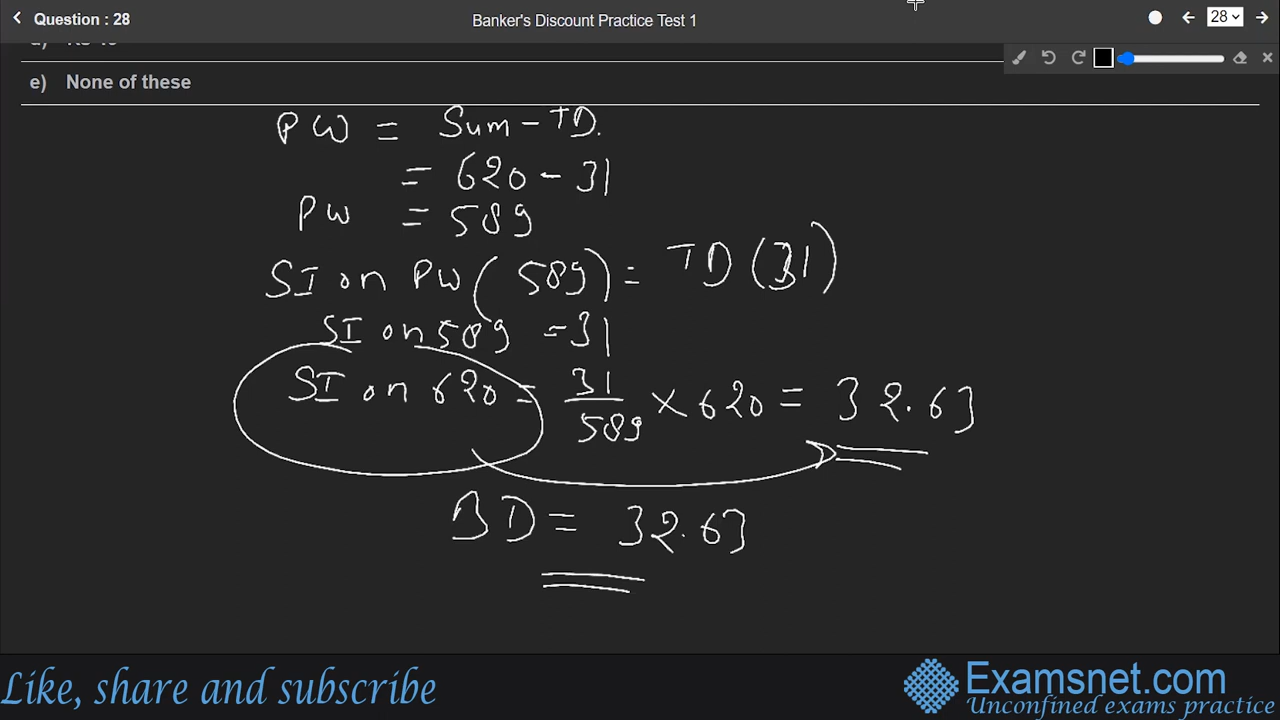 Question : 28
Banker's Discount Practice Test 1
28
e) None of these
PW = Sum - TD.
= 620 - 31
PW = 589
SI on PW (589) = TD (31)
SI on 589 = 31
SI on 620 = 31/589 × 620 = 32.63
BD = 32.63
Like, share and subscribe
Examsnet.com
Unconfined exams practice